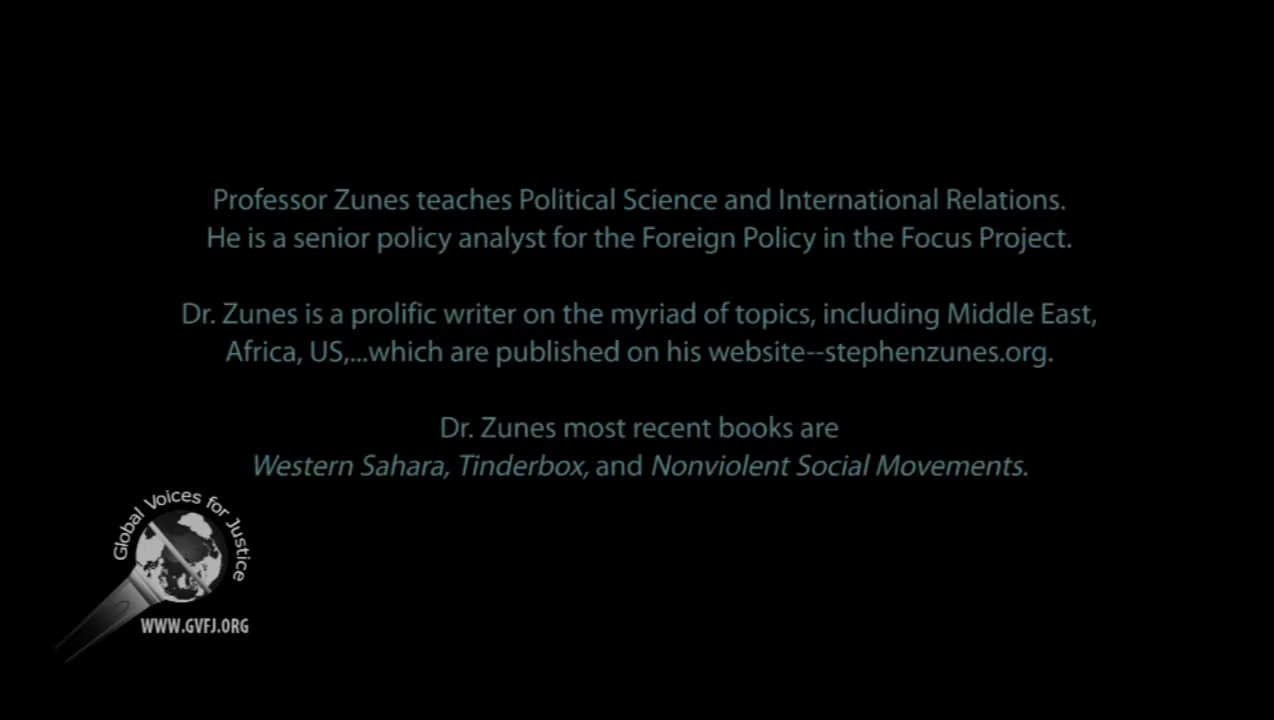 Professor Zunes teaches Political Science and International Relations.
He is a senior policy analyst for the Foreign Policy in the Focus Project.
Dr. Zunes is a prolific writer on the myriad of topics, including Middle East,
Africa, US,...which are published on his website--stephenzunes.org.
Dr. Zunes most recent books are
Western Sahara, Tinderbox, and Nonviolent Social Movements.
Global Voices for Justice
WWW.GVFJ.ORG